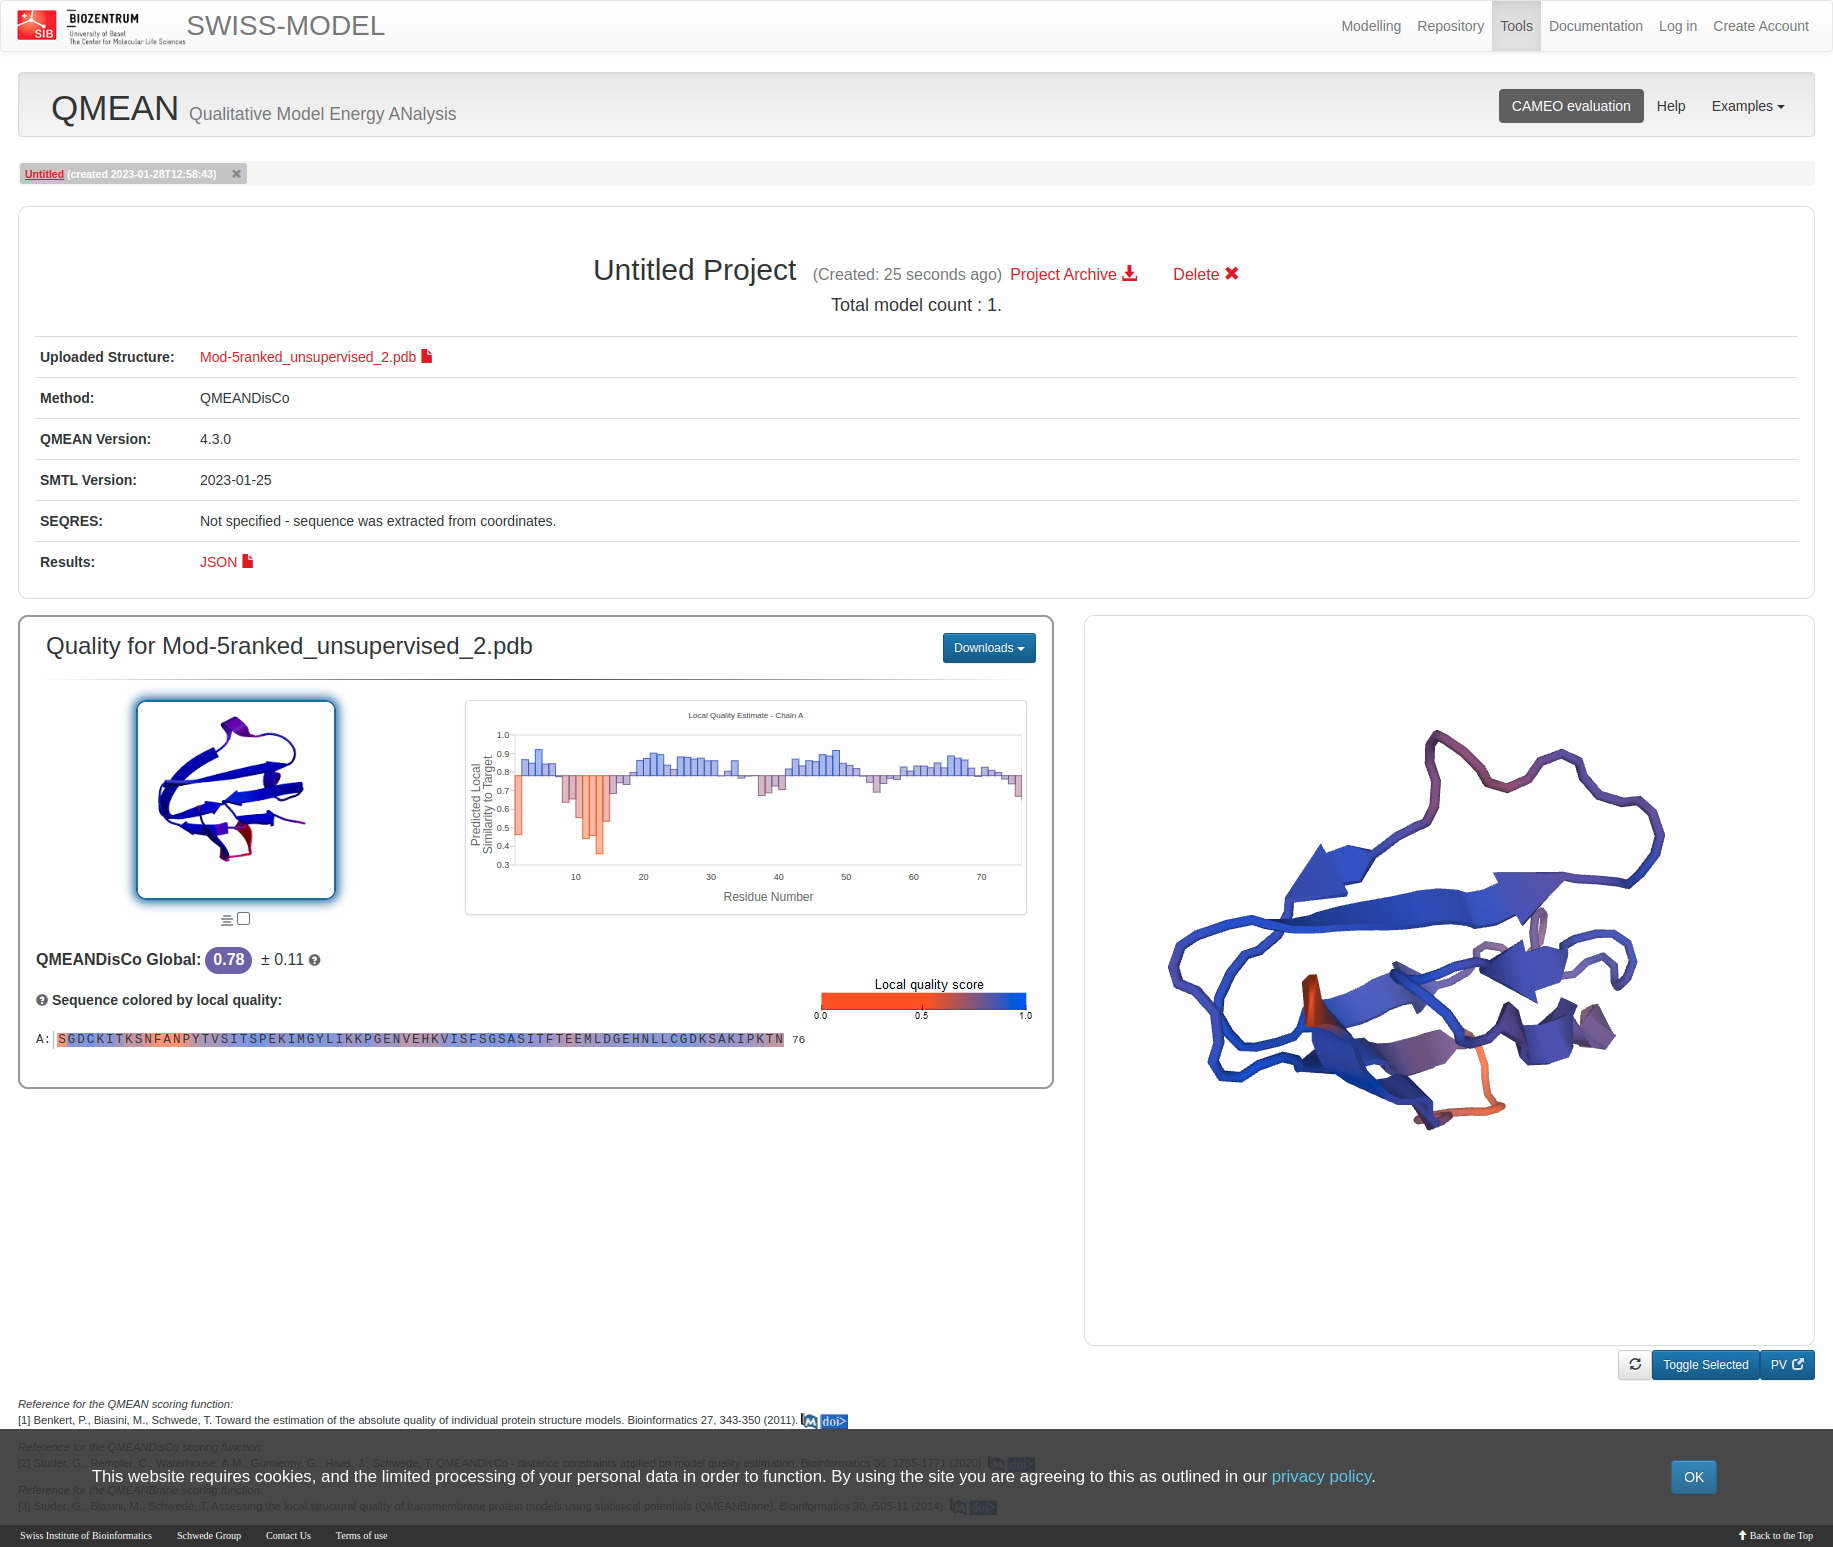 SIB
BIOZENTRUM
University of Basel
The Center for Molecular Life Sciences
SWISS-MODEL
Modelling Repository Tools Documentation Log in Create Account
QMEAN Qualitative Model Energy ANalysis
CAMEO evaluation Help Examples
Untitled (created 2023-01-28T12:58:43)
Untitled Project (Created: 25 seconds ago) Project Archive Delete
Total model count : 1.
Uploaded Structure: Mod-5ranked_unsupervised_2.pdb
Method: QMEANDisCo
QMEAN Version: 4.3.0
SMTL Version: 2023-01-25
SEQRES: Not specified - sequence was extracted from coordinates.
Results: JSON
Quality for Mod-5ranked_unsupervised_2.pdb
Downloads
Local Quality Estimate - Chain A
Predicted Local
Similarity to Target
1.0
0.9
0.8
0.7
0.6
0.5
0.4
0.3
10 20 30 40 50 60 70
Residue Number
QMEANDisCo Global: 0.78 ± 0.11
Sequence colored by local quality:
Local quality score
0.0 0.5 1.0
A: SGDCKITKSNFANPYTVSITSPEKIMGYLIKKPGENVEHKVISFSGSASITFTEEMLDGEHNLLCGDKSAKIPKTN 76
Toggle Selected PV
Reference for the QMEAN scoring function:
[1] Benkert, P., Biasini, M., Schwede, T. Toward the estimation of the absolute quality of individual protein structure models. Bioinformatics 27, 343-350 (2011). M doi>
Reference for the QMEANDisCo scoring function:
[2] Studer, G., Rempfer, C., Waterhouse, A.M., Gumienny, G., Haas, J., Schwede, T. QMEANDisCo - distance constraints applied on model quality estimation. Bioinformatics 36, 1765-1771 (2020). M doi>
This website requires cookies, and the limited processing of your personal data in order to function. By using the site you are agreeing to this as outlined in our privacy policy.
OK
Reference for the QMEANBrane scoring function:
[3] Studer, G., Biasini, M., Schwede, T. Assessing the local structural quality of transmembrane protein models using statistical potentials (QMEANBrane). Bioinformatics 30, i505-11 (2014). M doi>
Swiss Institute of Bioinformatics Schwede Group Contact Us Terms of use Back to the Top